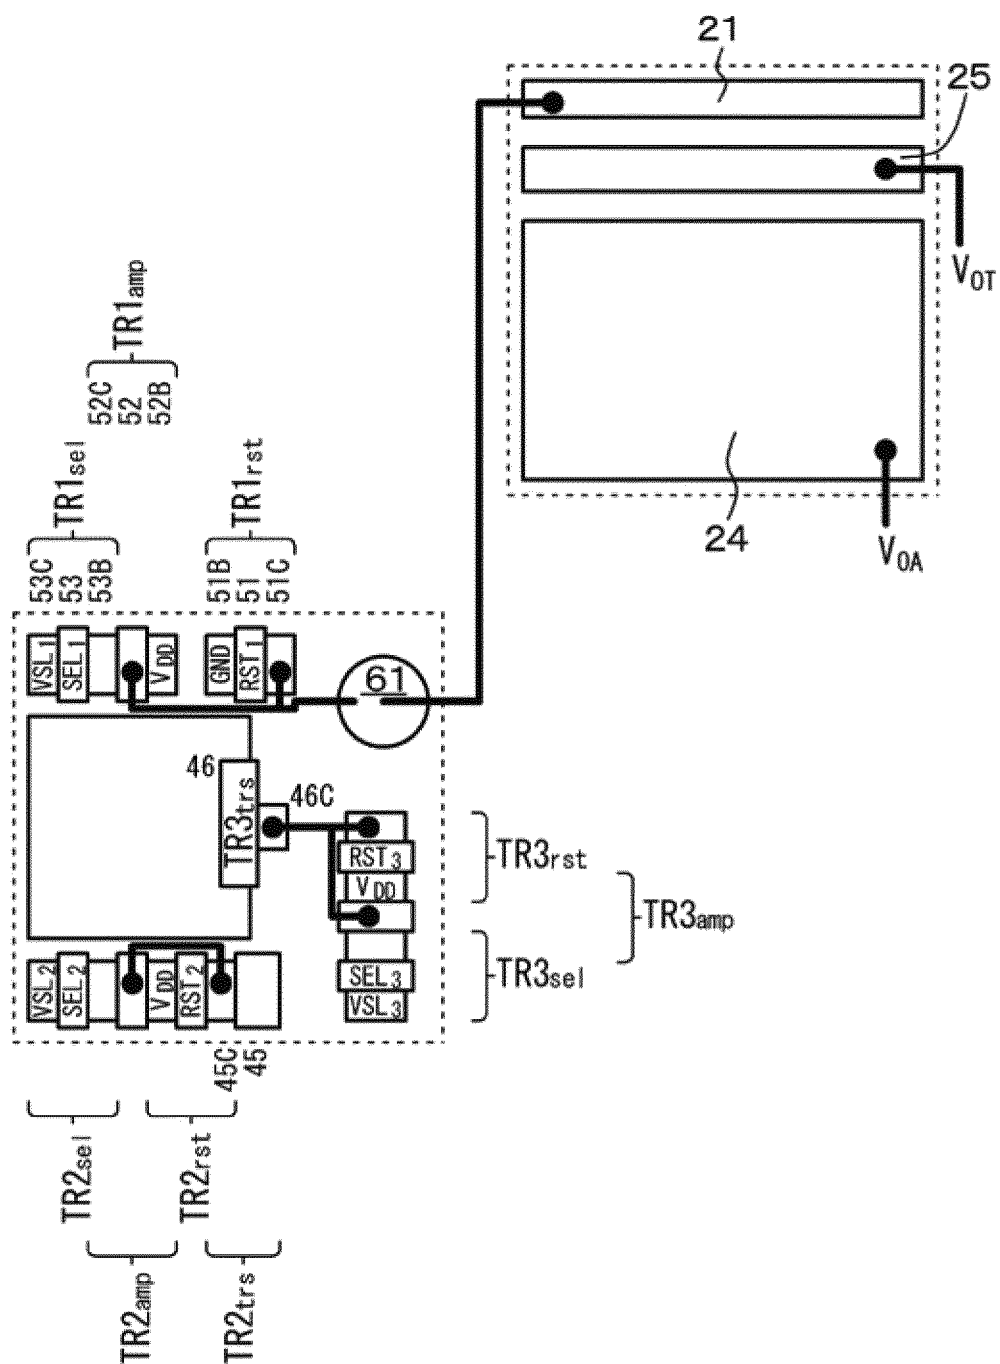 21
25
V_OT
24
V_OA
TR1amp
52C
52
52B
TR1sel
53C
53
53B
TR1rst
51B
51
51C
VSL1
SEL1
VDD
GND
RST1
61
46
TR3trs
46C
RST3
VDD
SEL3
VSL3
TR3rst
TR3amp
TR3sel
VSL2
SEL2
VDD
RST2
45C
45
TR2sel
TR2rst
TR2amp
TR2trs